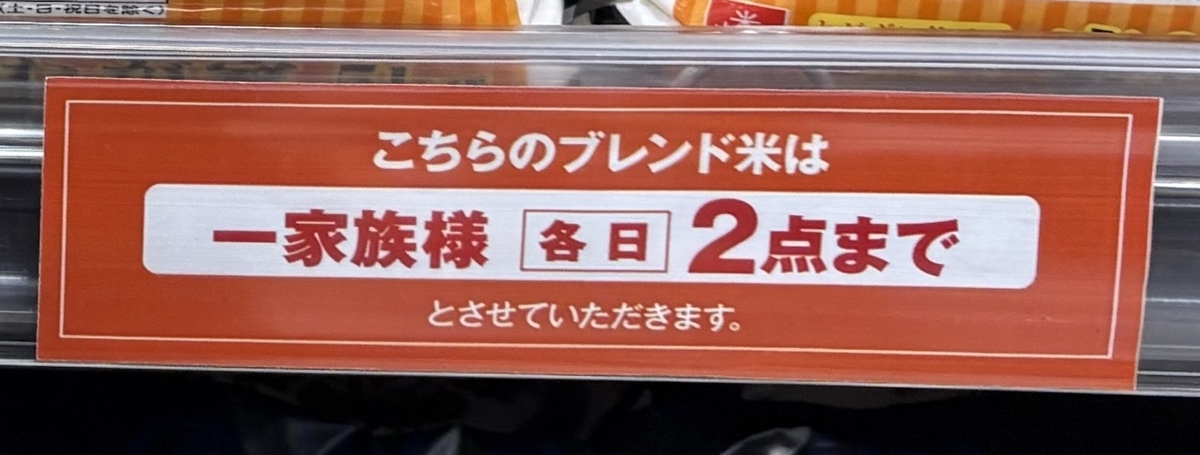 こちらのブレンド米は
一家族様 各日 2点まで
とさせていただきます。